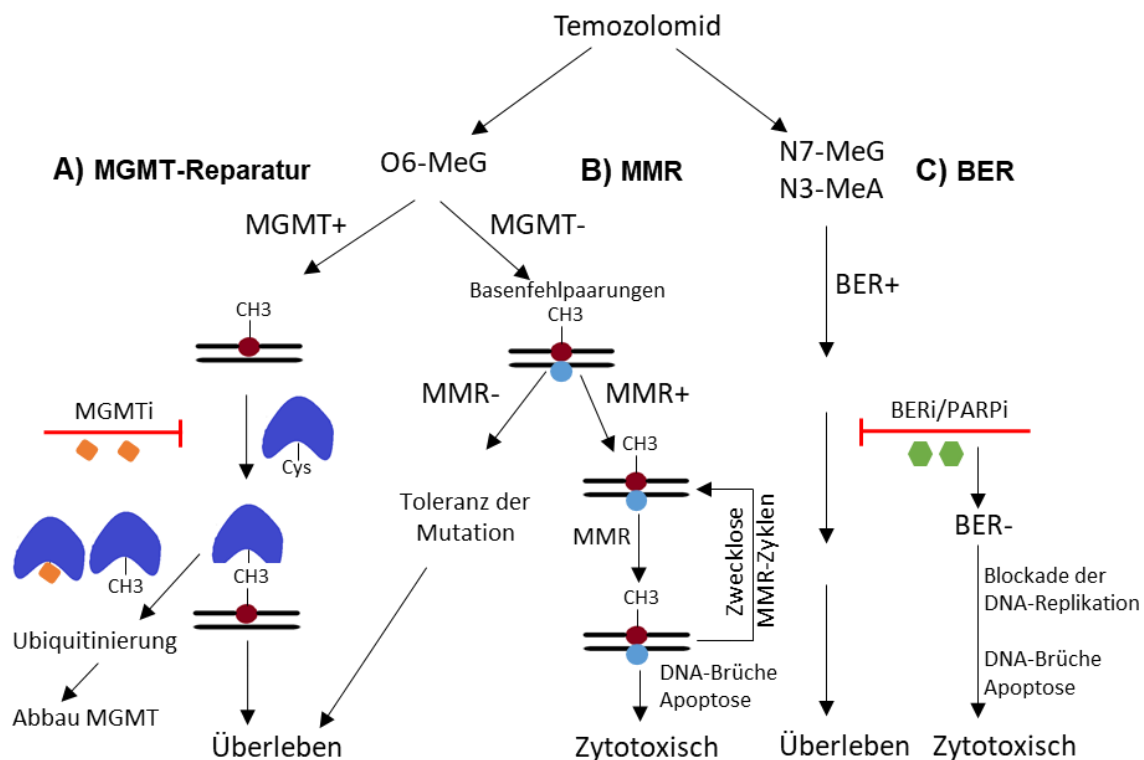 Temozolomid
A) MGMT-Reparatur
O6-MeG
B) MMR
N7-MeG
N3-MeA
C) BER
MGMT+
MGMT-
BER+
Basenfehlpaarungen
CH3
CH3
MMR-
MMR+
MGMTi
Cys
BERi/PARPi
CH3
Toleranz der
Mutation
MMR
Zwecklose
MMR-Zyklen
BER-
CH3
CH3
CH3
Blockade der
DNA-Replikation
Ubiquitinierung
DNA-Brüche
Apoptose
DNA-Brüche
Apoptose
Abbau MGMT
Überleben
Zytotoxisch
Überleben
Zytotoxisch